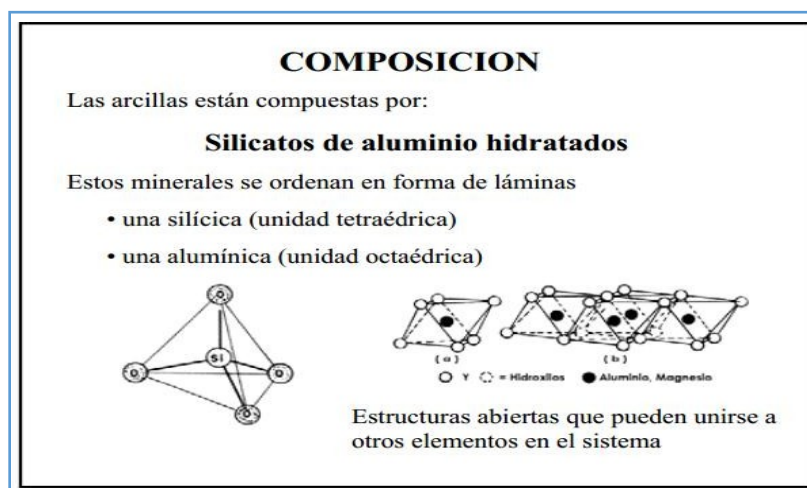 COMPOSICION
Las arcillas están compuestas por:
Silicatos de aluminio hidratados
Estos minerales se ordenan en forma de láminas
• una silícica (unidad tetraédrica)
• una alumínica (unidad octaédrica)
O
Si
O
O
O
( a )
( b )
Y = Hidroxilos Aluminio, Magnesio
Estructuras abiertas que pueden unirse a
otros elementos en el sistema